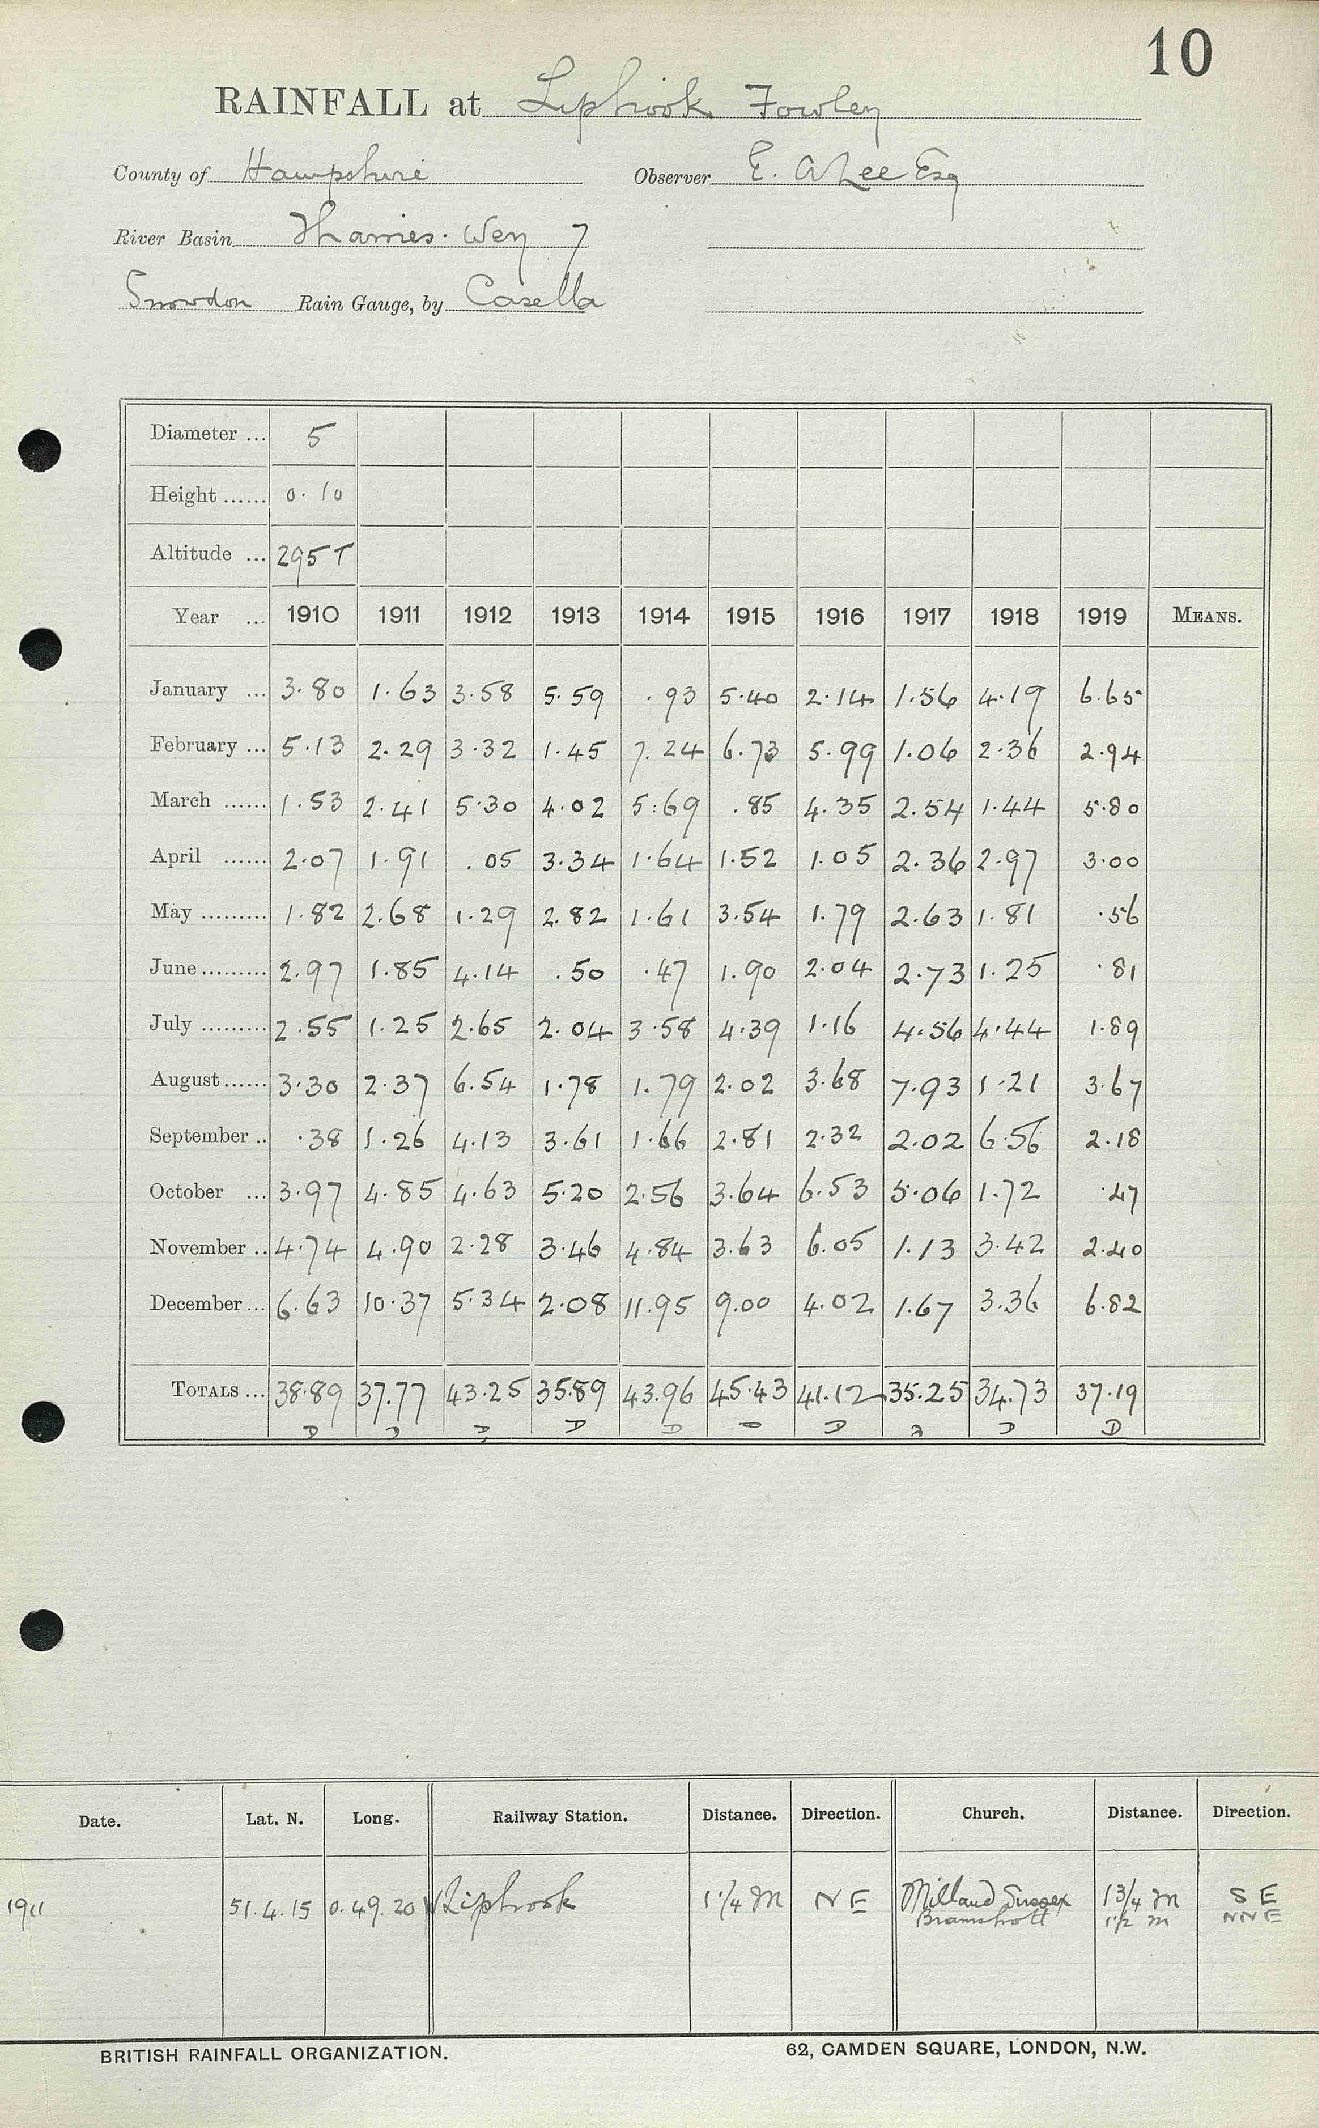 10
RAINFALL at Liphook Fowley
County of Hampshire Observer E. A Lee Esq
River Basin Thames. Wey 7
Snowdon Rain Gauge, by Casella
Diameter ... 5
Height ...... 0.10
Altitude ... 295 T
Year ... 1910 1911 1912 1913 1914 1915 1916 1917 1918 1919 MEANS.
January ... 3.80 1.63 3.58 5.59 .93 5.40 2.14 1.56 4.19 6.65
February ... 5.13 2.29 3.32 1.45 7.24 6.73 5.99 1.06 2.36 2.94
March ...... 1.53 2.41 5.30 4.02 5.69 .85 4.35 2.54 1.44 5.80
April ...... 2.07 1.91 .05 3.34 1.64 1.52 1.05 2.36 2.97 3.00
May ......... 1.82 2.68 1.29 2.82 1.61 3.54 1.79 2.63 1.81 .56
June ......... 2.97 1.85 4.14 .50 .47 1.90 2.04 2.73 1.25 .81
July ......... 2.55 1.25 2.65 2.04 3.58 4.39 1.16 4.56 4.44 1.89
August ...... 3.30 2.37 6.54 1.78 1.79 2.02 3.68 7.93 1.21 3.67
September .. .38 1.26 4.13 3.61 1.66 2.81 2.32 2.02 6.56 2.18
October ... 3.97 4.85 4.63 5.20 2.56 3.64 6.53 5.06 1.72 .47
November .. 4.74 4.90 2.28 3.46 4.84 3.63 6.05 1.13 3.42 2.40
December ... 6.63 10.37 5.34 2.08 11.95 9.00 4.02 1.67 3.36 6.82
TOTALS ... 38.89 37.77 43.25 35.89 43.96 45.43 41.12 35.25 34.73 37.19
D D D D D D D D D D
Date. Lat. N. Long. Railway Station. Distance. Direction. Church. Distance. Direction.
1911 51.4.15 0.49.20 W Liphook 1 1/4 M N E Milland Sussex 1 3/4 M S E
Bramshott 1 1/2 m NNE
BRITISH RAINFALL ORGANIZATION. 62, CAMDEN SQUARE, LONDON, N.W.